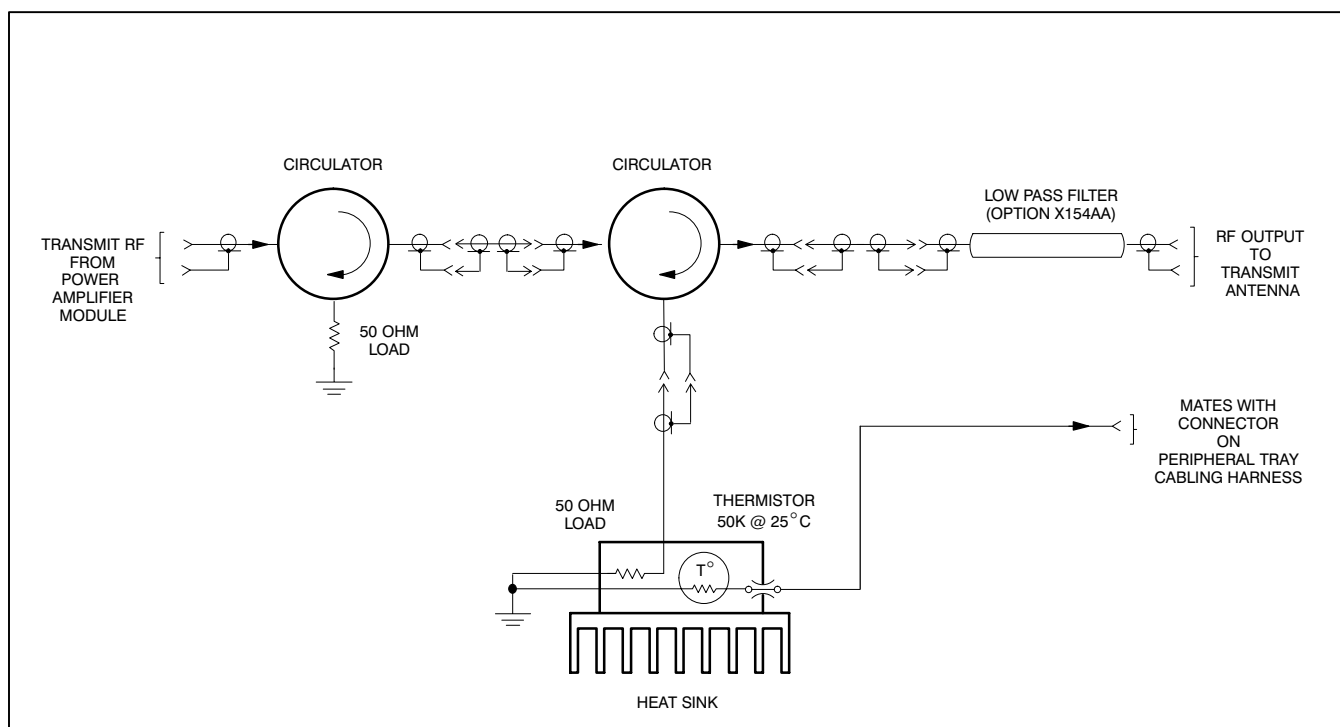 CIRCULATOR
CIRCULATOR
LOW PASS FILTER
(OPTION X154AA)
TRANSMIT RF
FROM
POWER
AMPLIFIER
MODULE
RF OUTPUT
TO
TRANSMIT
ANTENNA
50 OHM
LOAD
MATES WITH
CONNECTOR
ON
PERIPHERAL TRAY
CABLING HARNESS
50 OHM
LOAD
THERMISTOR
50K @ 25°C
T°
HEAT SINK